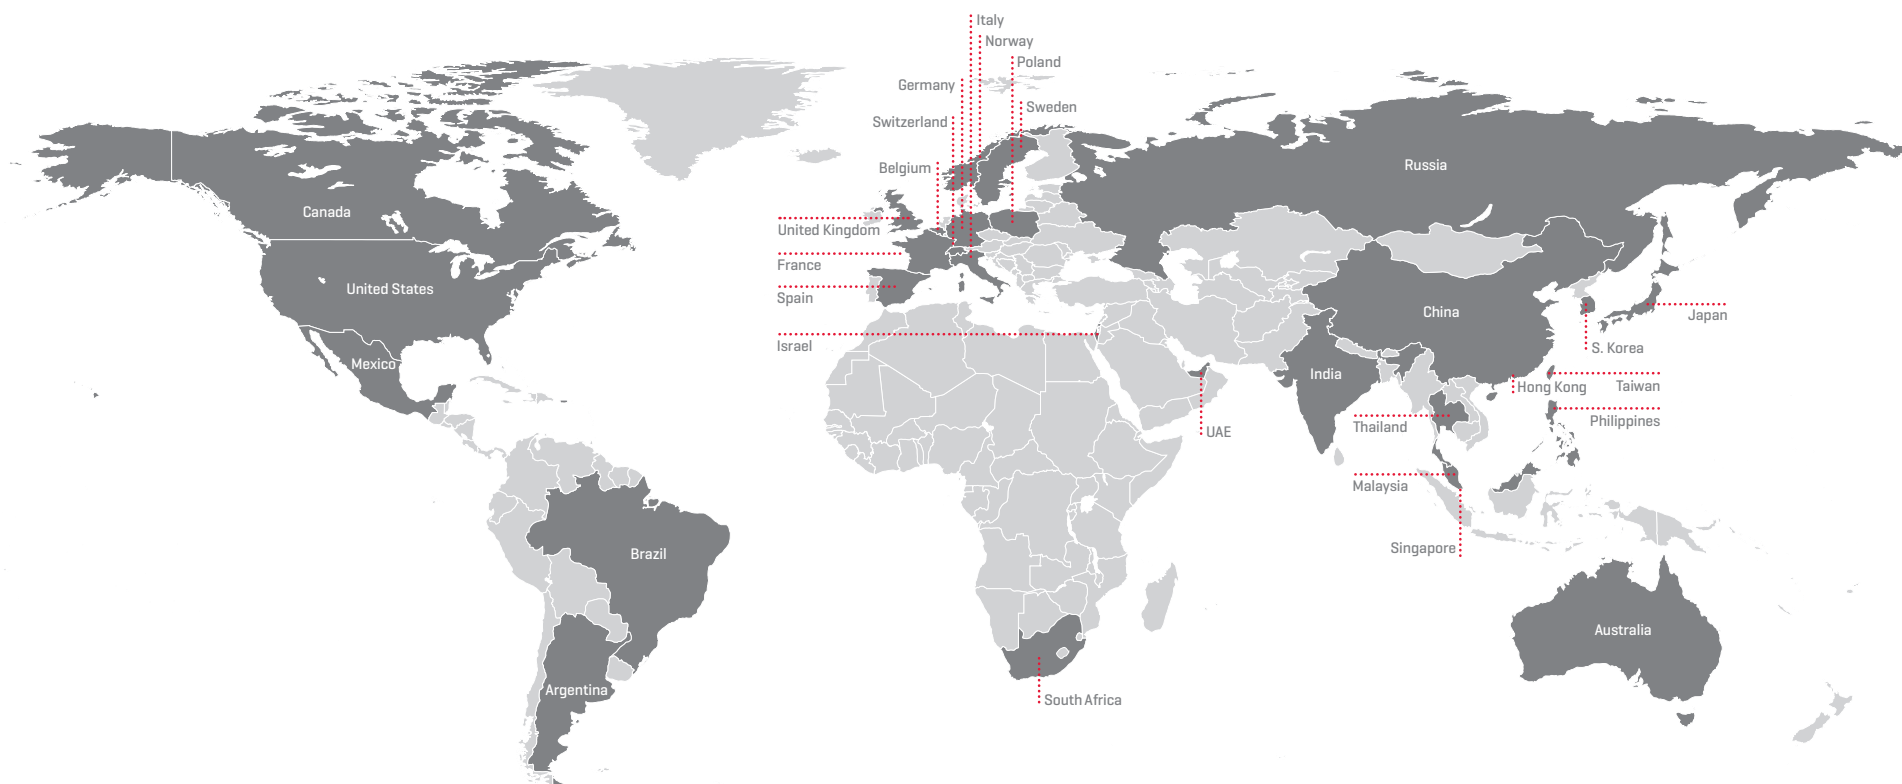 Italy
Norway
Poland
Germany
Sweden
Switzerland
Belgium
Russia
Canada
United Kingdom
France
United States
Spain
China
Japan
Israel
S. Korea
Mexico
India
Hong Kong
Taiwan
Thailand
Philippines
UAE
Malaysia
Singapore
Brazil
Australia
Argentina
South Africa